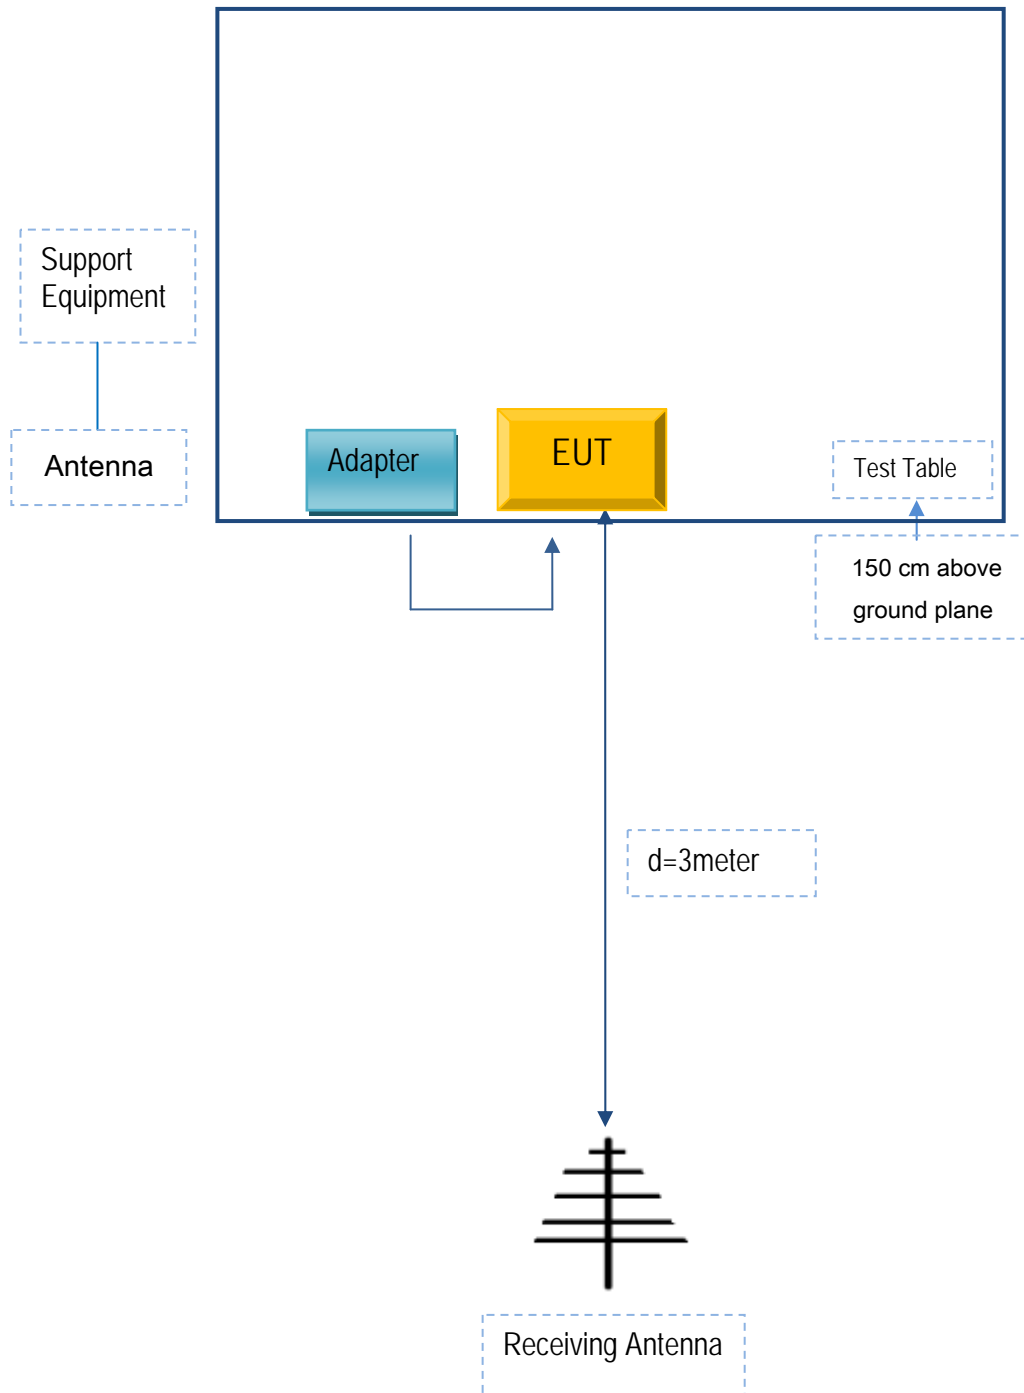 Support
Equipment
Antenna
Adapter
EUT
Test Table
150 cm above
ground plane
d=3meter
Receiving Antenna